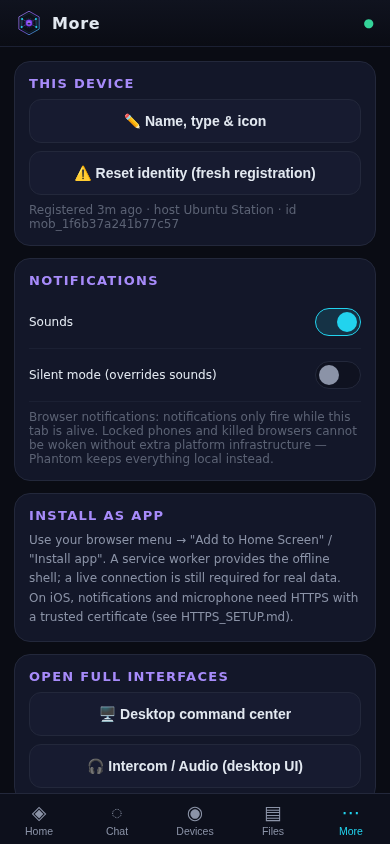 More
THIS DEVICE
✏️ Name, type & icon
⚠️ Reset identity (fresh registration)
Registered 3m ago · host Ubuntu Station · id
mob_1f6b37a241b77c57
NOTIFICATIONS
Sounds
Silent mode (overrides sounds)
Browser notifications: notifications only fire while this
tab is alive. Locked phones and killed browsers cannot
be woken without extra platform infrastructure —
Phantom keeps everything local instead.
INSTALL AS APP
Use your browser menu → "Add to Home Screen" /
"Install app". A service worker provides the offline
shell; a live connection is still required for real data.
On iOS, notifications and microphone need HTTPS with
a trusted certificate (see HTTPS_SETUP.md).
OPEN FULL INTERFACES
🖥️ Desktop command center
🎧 Intercom / Audio (desktop UI)
Home Chat Devices Files More